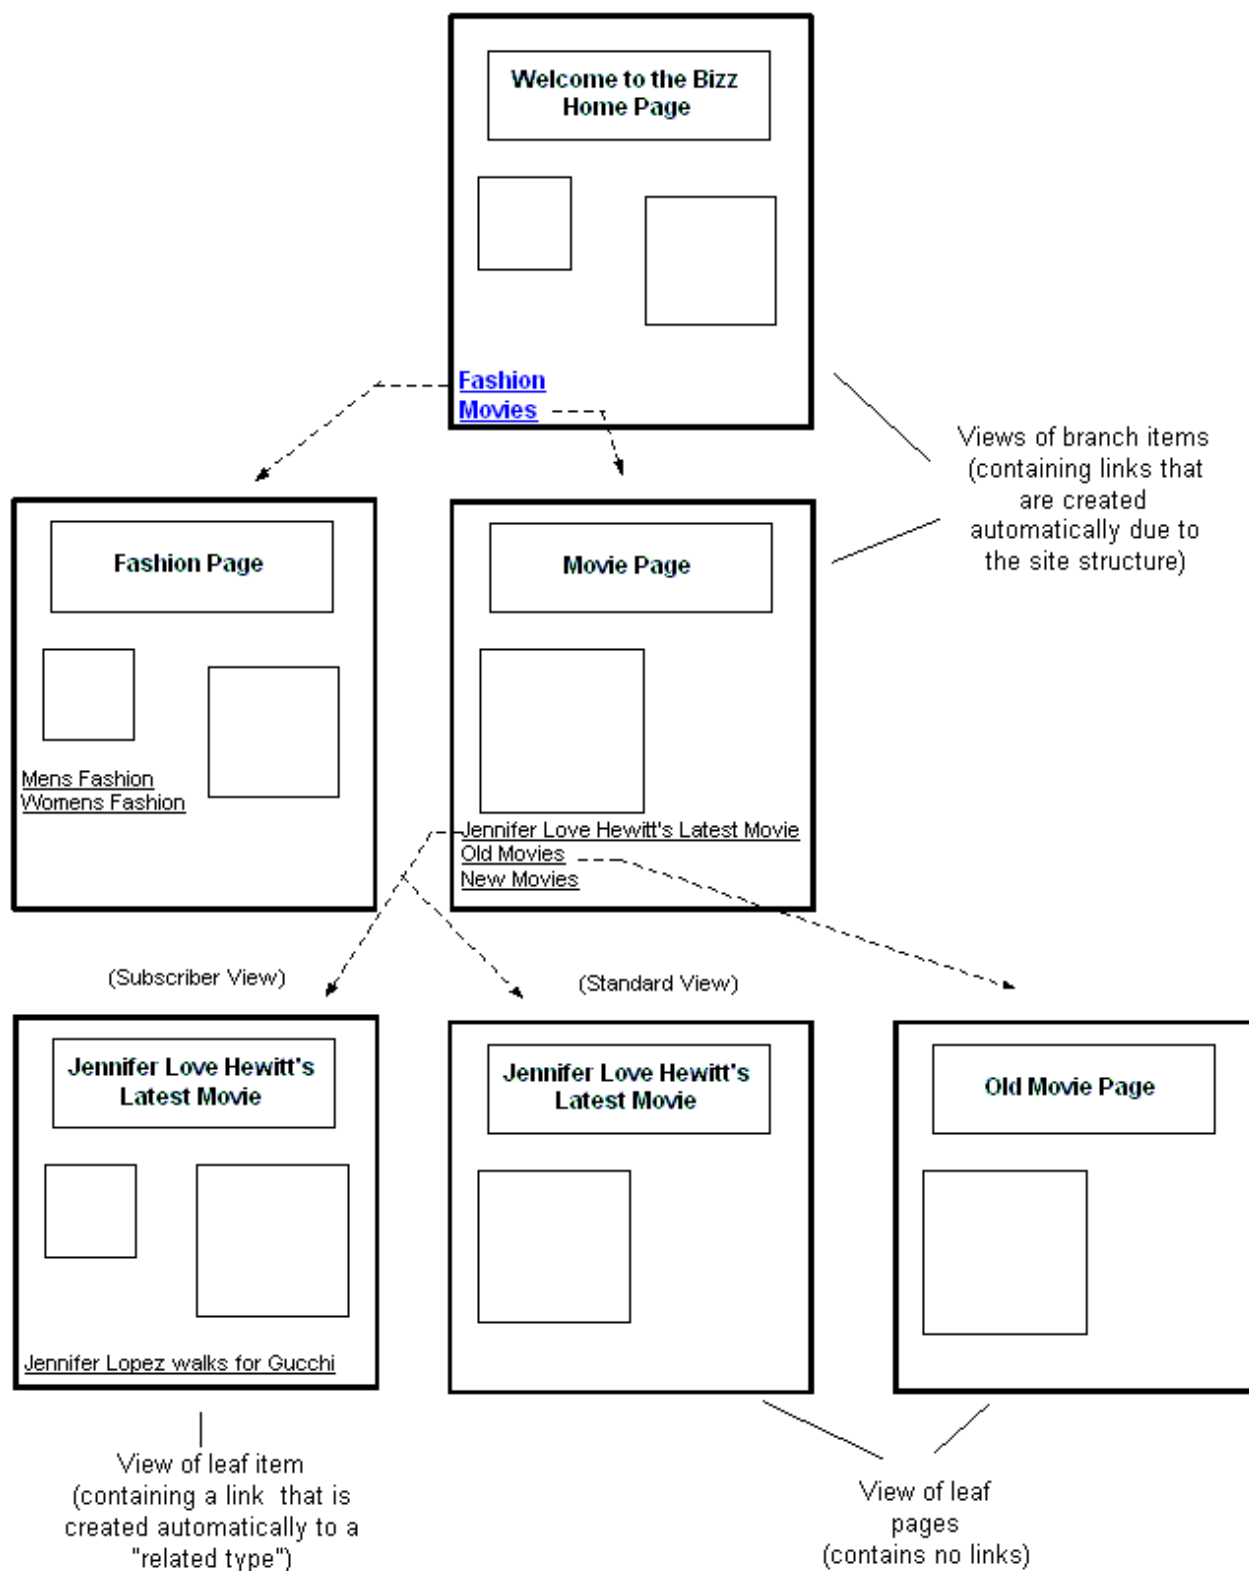 Welcome to the Bizz
Home Page
Fashion
Movies
Views of branch items
(containing links that
are created
automatically due to
the site structure)
Fashion Page
Mens Fashion
Womens Fashion
Movie Page
Jennifer Love Hewitt's Latest Movie
Old Movies
New Movies
(Subscriber View)
(Standard View)
Jennifer Love Hewitt's
Latest Movie
Jennifer Lopez walks for Gucchi
Jennifer Love Hewitt's
Latest Movie
Old Movie Page
View of leaf item
(containing a link that is
created automatically to a
"related type")
View of leaf
pages
(contains no links)